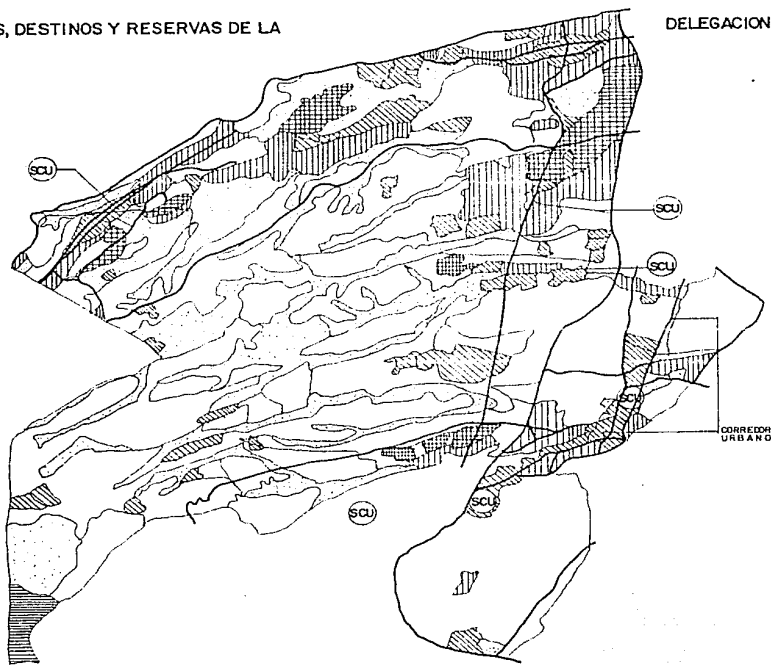 S, DESTINOS Y RESERVAS DE LA
DELEGACION
SCU
SCU
SCU
SCU
CORREDOR
URBANO
SCU
SCU